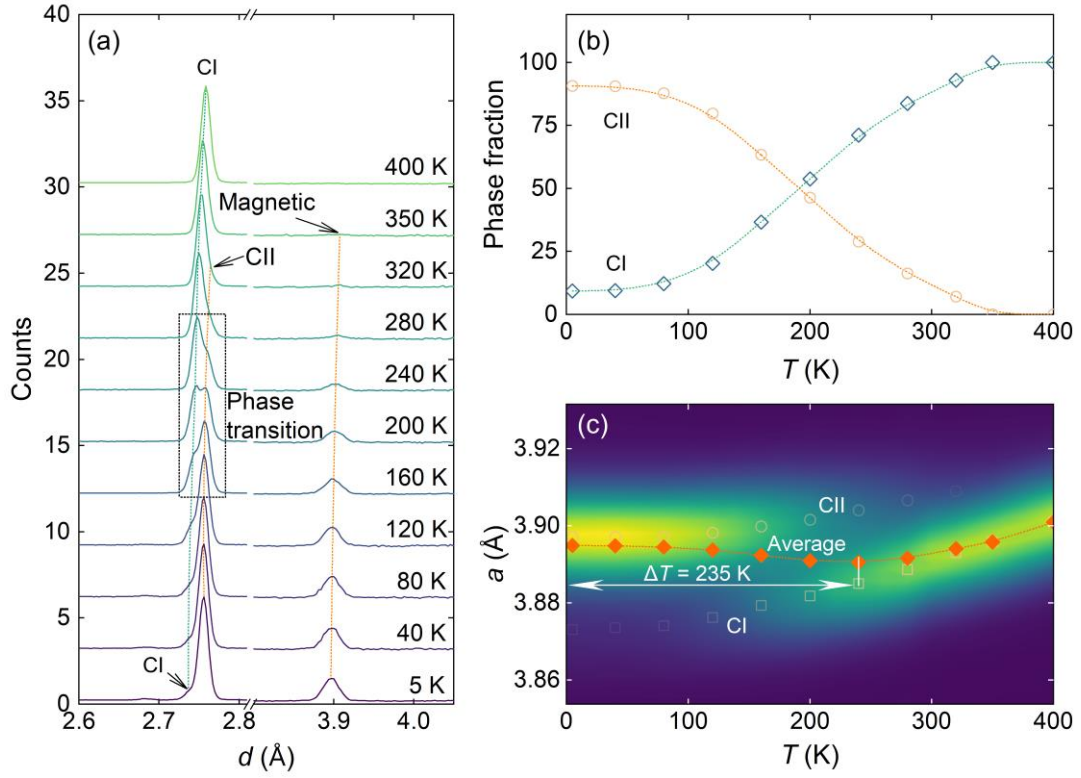 (a)
40
35
30
25
20
15
10
5
0
Counts
CI
400 K
Magnetic
350 K
CII
320 K
280 K
240 K
Phase
transition
200 K
160 K
120 K
80 K
40 K
CI
5 K
2.6 2.7 2.8 3.9 4.0
d (Å)
(b)
100
75
50
25
0
Phase fraction
CII
CI
0 100 200 300 400
T (K)
(c)
3.92
3.90
3.88
3.86
a (Å)
CII
Average
ΔT = 235 K
CI
0 100 200 300 400
T (K)